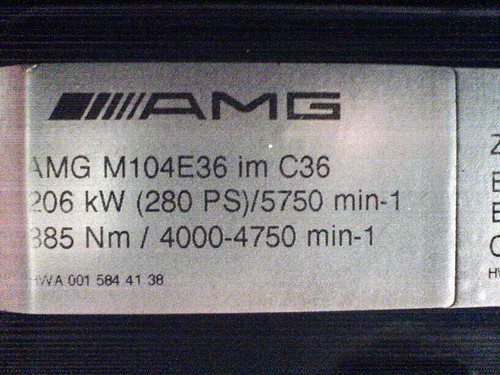 AMG
AMG M104E36 im C36
206 kW (280 PS)/5750 min-1
385 Nm / 4000-4750 min-1
HWA 001 584 41 38